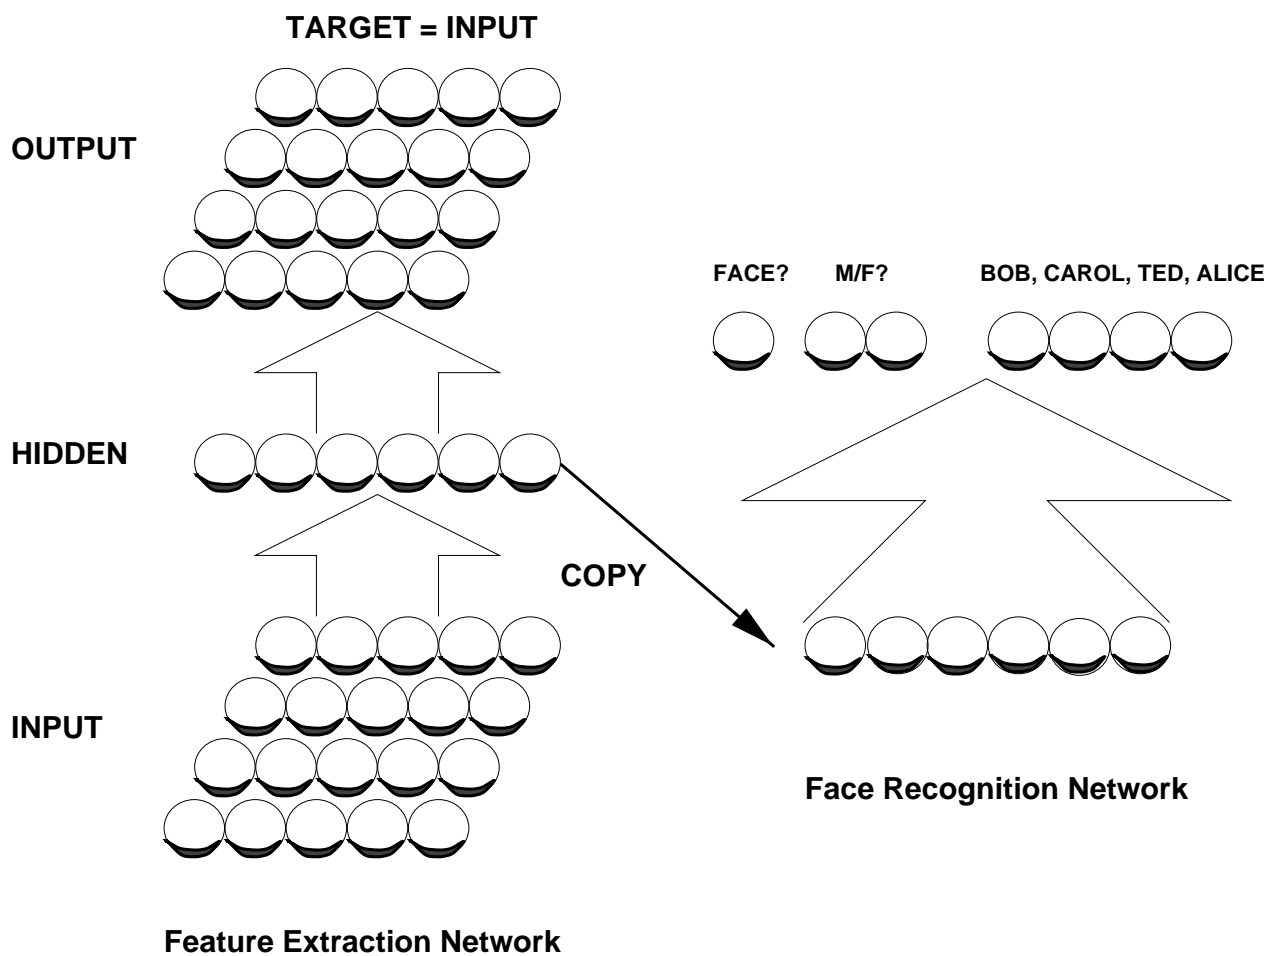 TARGET = INPUT
OUTPUT
FACE? M/F? BOB, CAROL, TED, ALICE
HIDDEN
COPY
INPUT
Face Recognition Network
Feature Extraction Network